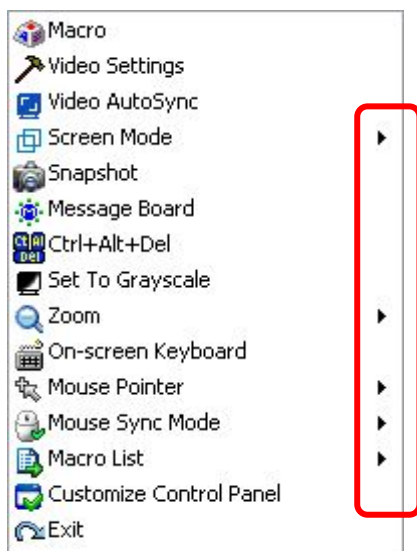 Macro
Video Settings
Video AutoSync
Screen Mode
Snapshot
Message Board
Ctrl+Alt+Del
Set To Grayscale
Zoom
On-screen Keyboard
Mouse Pointer
Mouse Sync Mode
Macro List
Customize Control Panel
Exit